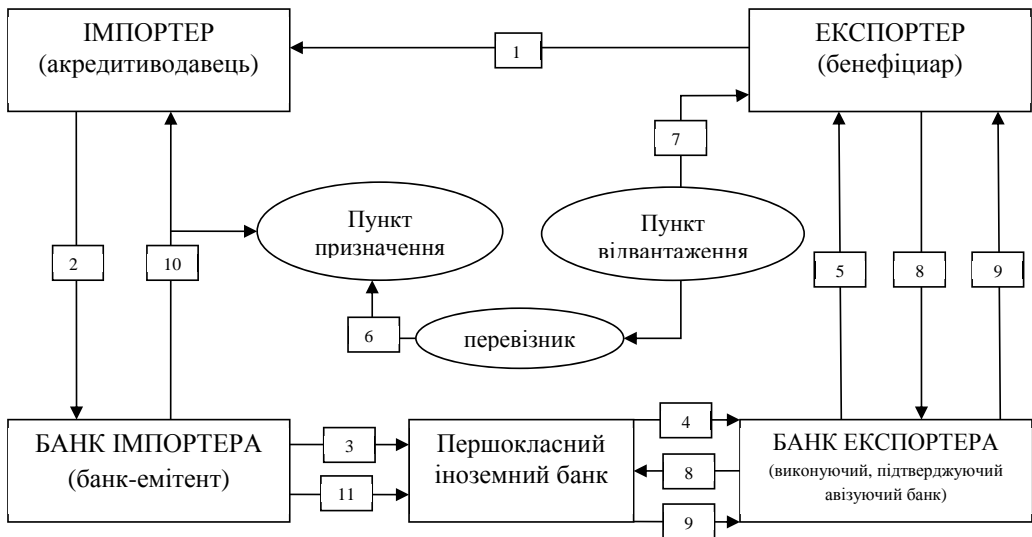 ІМПОРТЕР
(акредитиводавець)
1
ЕКСПОРТЕР
(бенефіциар)
7
Пункт
призначення
Пункт
відвантаження
2
10
5
8
9
6
перевізник
БАНК ІМПОРТЕРА
(банк-емітент)
3
11
Першокласний
іноземний банк
4
8
9
БАНК ЕКСПОРТЕРА
(виконуючий, підтверджуючий
авізуючий банк)